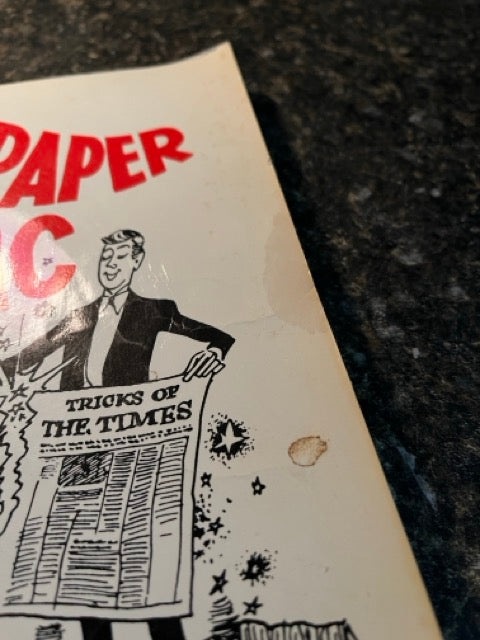 PAPER
C
TRICKS OF
THE TIMES